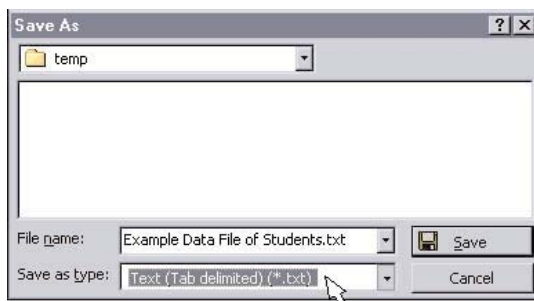 Save As
temp
File name: Example Data File of Students.txt Save
Save as type: Text (Tab delimited) (*.txt) Cancel